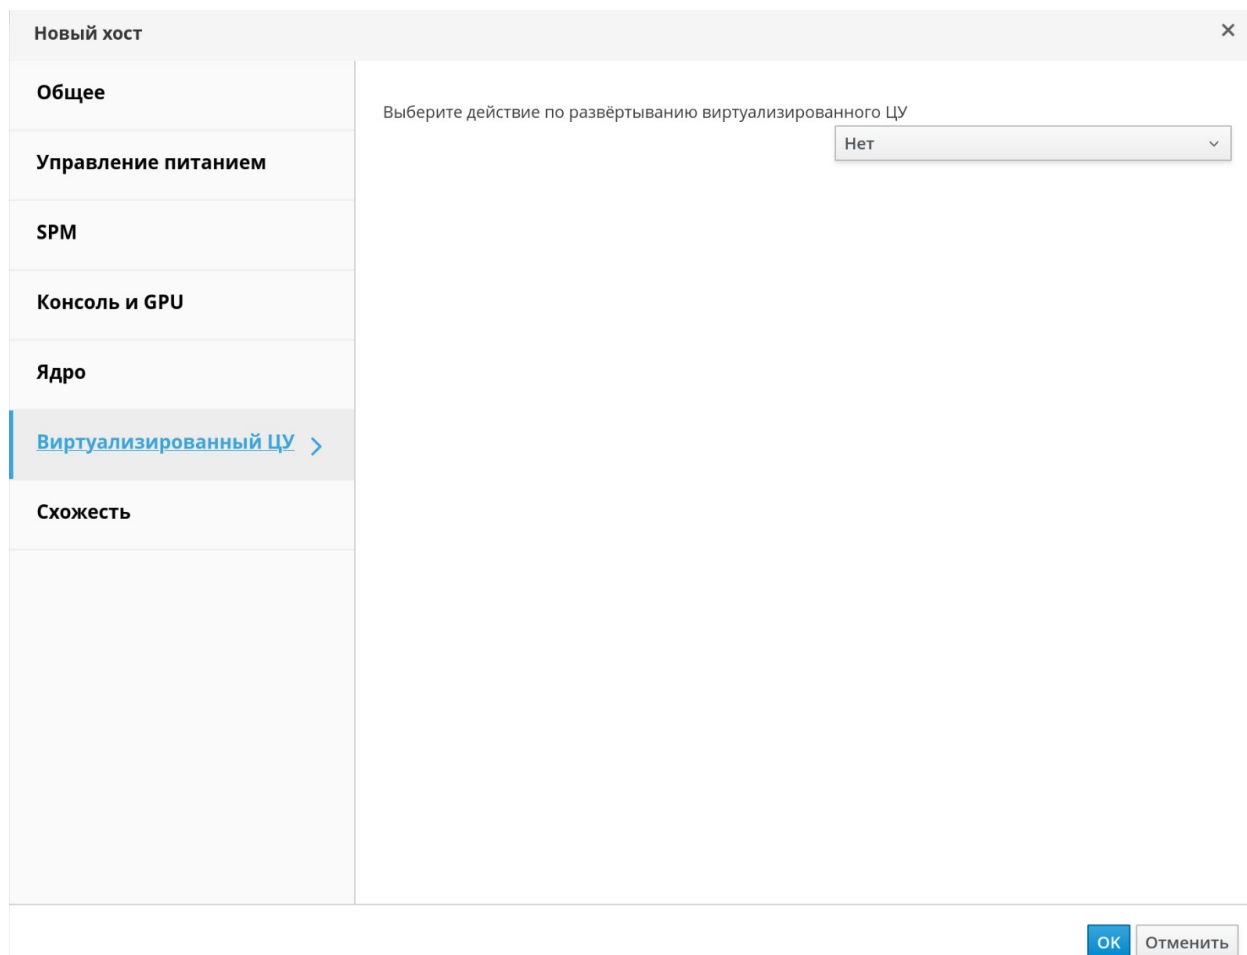 Новый хост
Общее
Управление питанием
SPM
Консоль и GPU
Ядро
Виртуализированный ЦУ
Схожесть
Выберите действие по развёртыванию виртуализированного ЦУ
Нет
OK
Отменить